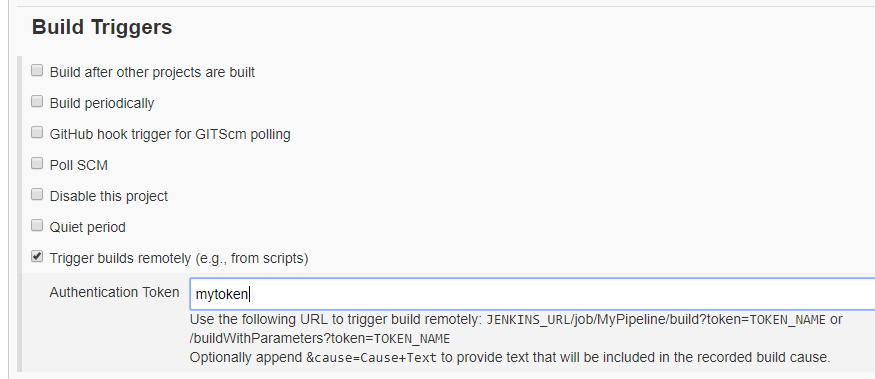 Build Triggers
Build after other projects are built
Build periodically
GitHub hook trigger for GITScm polling
Poll SCM
Disable this project
Quiet period
Trigger builds remotely (e.g., from scripts)
Authentication Token mytoken
Use the following URL to trigger build remotely: JENKINS_URL/job/MyPipeline/build?token=TOKEN_NAME or
/buildWithParameters?token=TOKEN_NAME
Optionally append &cause=Cause+Text to provide text that will be included in the recorded build cause.